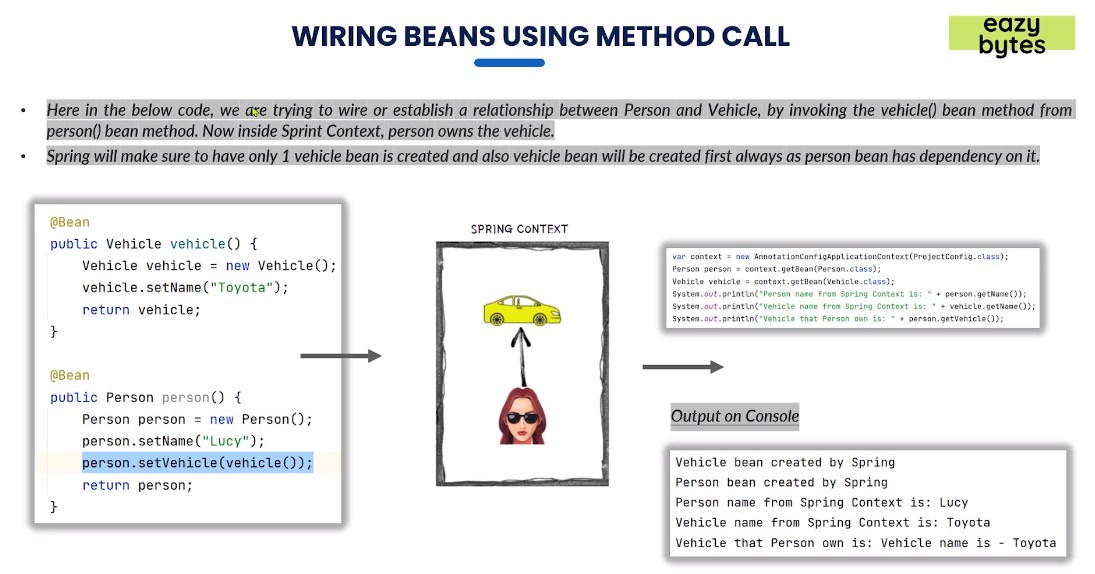 WIRING BEANS USING METHOD CALL
eazy
bytes
• Here in the below code, we are trying to wire or establish a relationship between Person and Vehicle, by invoking the vehicle() bean method from
person() bean method. Now inside Sprint Context, person owns the vehicle.
• Spring will make sure to have only 1 vehicle bean is created and also vehicle bean will be created first always as person bean has dependency on it.
@Bean
public Vehicle vehicle() {
    Vehicle vehicle = new Vehicle();
    vehicle.setName("Toyota");
    return vehicle;
}
@Bean
public Person person() {
    Person person = new Person();
    person.setName("Lucy");
    person.setVehicle(vehicle());
    return person;
}
SPRING CONTEXT
var context = new AnnotationConfigApplicationContext(ProjectConfig.class);
Person person = context.getBean(Person.class);
Vehicle vehicle = context.getBean(Vehicle.class);
System.out.println("Person name from Spring Context is: " + person.getName());
System.out.println("Vehicle name from Spring Context is: " + vehicle.getName());
System.out.println("Vehicle that Person own is: " + person.getVehicle());
Output on Console
Vehicle bean created by Spring
Person bean created by Spring
Person name from Spring Context is: Lucy
Vehicle name from Spring Context is: Toyota
Vehicle that Person own is: Vehicle name is - Toyota